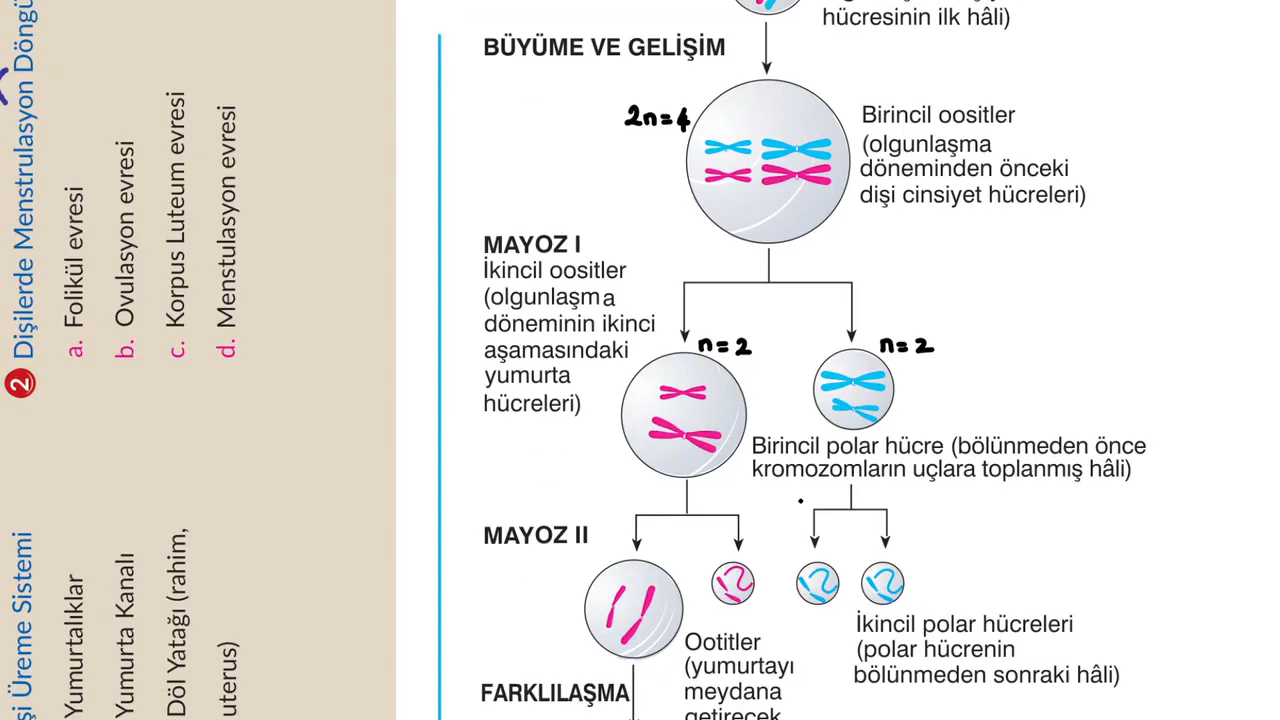 2 Dişilerde Menstrulasyon Döngü
a. Folikül evresi
b. Ovulasyon evresi
c. Korpus Luteum evresi
d. Menstulasyon evresi
şi Üreme Sistemi
Yumurtalıklar
Yumurta Kanalı
Döl Yatağı (rahim,
uterus)
hücresinin ilk hâli)
BÜYÜME VE GELİŞİM
2n=4
Birincil oositler
(olgunlaşma
döneminden önceki
dişi cinsiyet hücreleri)
MAYOZ I
İkincil oositler
(olgunlaşma
döneminin ikinci
aşamasındaki
yumurta
hücreleri)
n=2
n=2
Birincil polar hücre (bölünmeden önce
kromozomların uçlara toplanmış hâli)
MAYOZ II
Ootitler
(yumurtayı
meydana
getirecek
İkincil polar hücreleri
(polar hücrenin
bölünmeden sonraki hâli)
FARKLILAŞMA